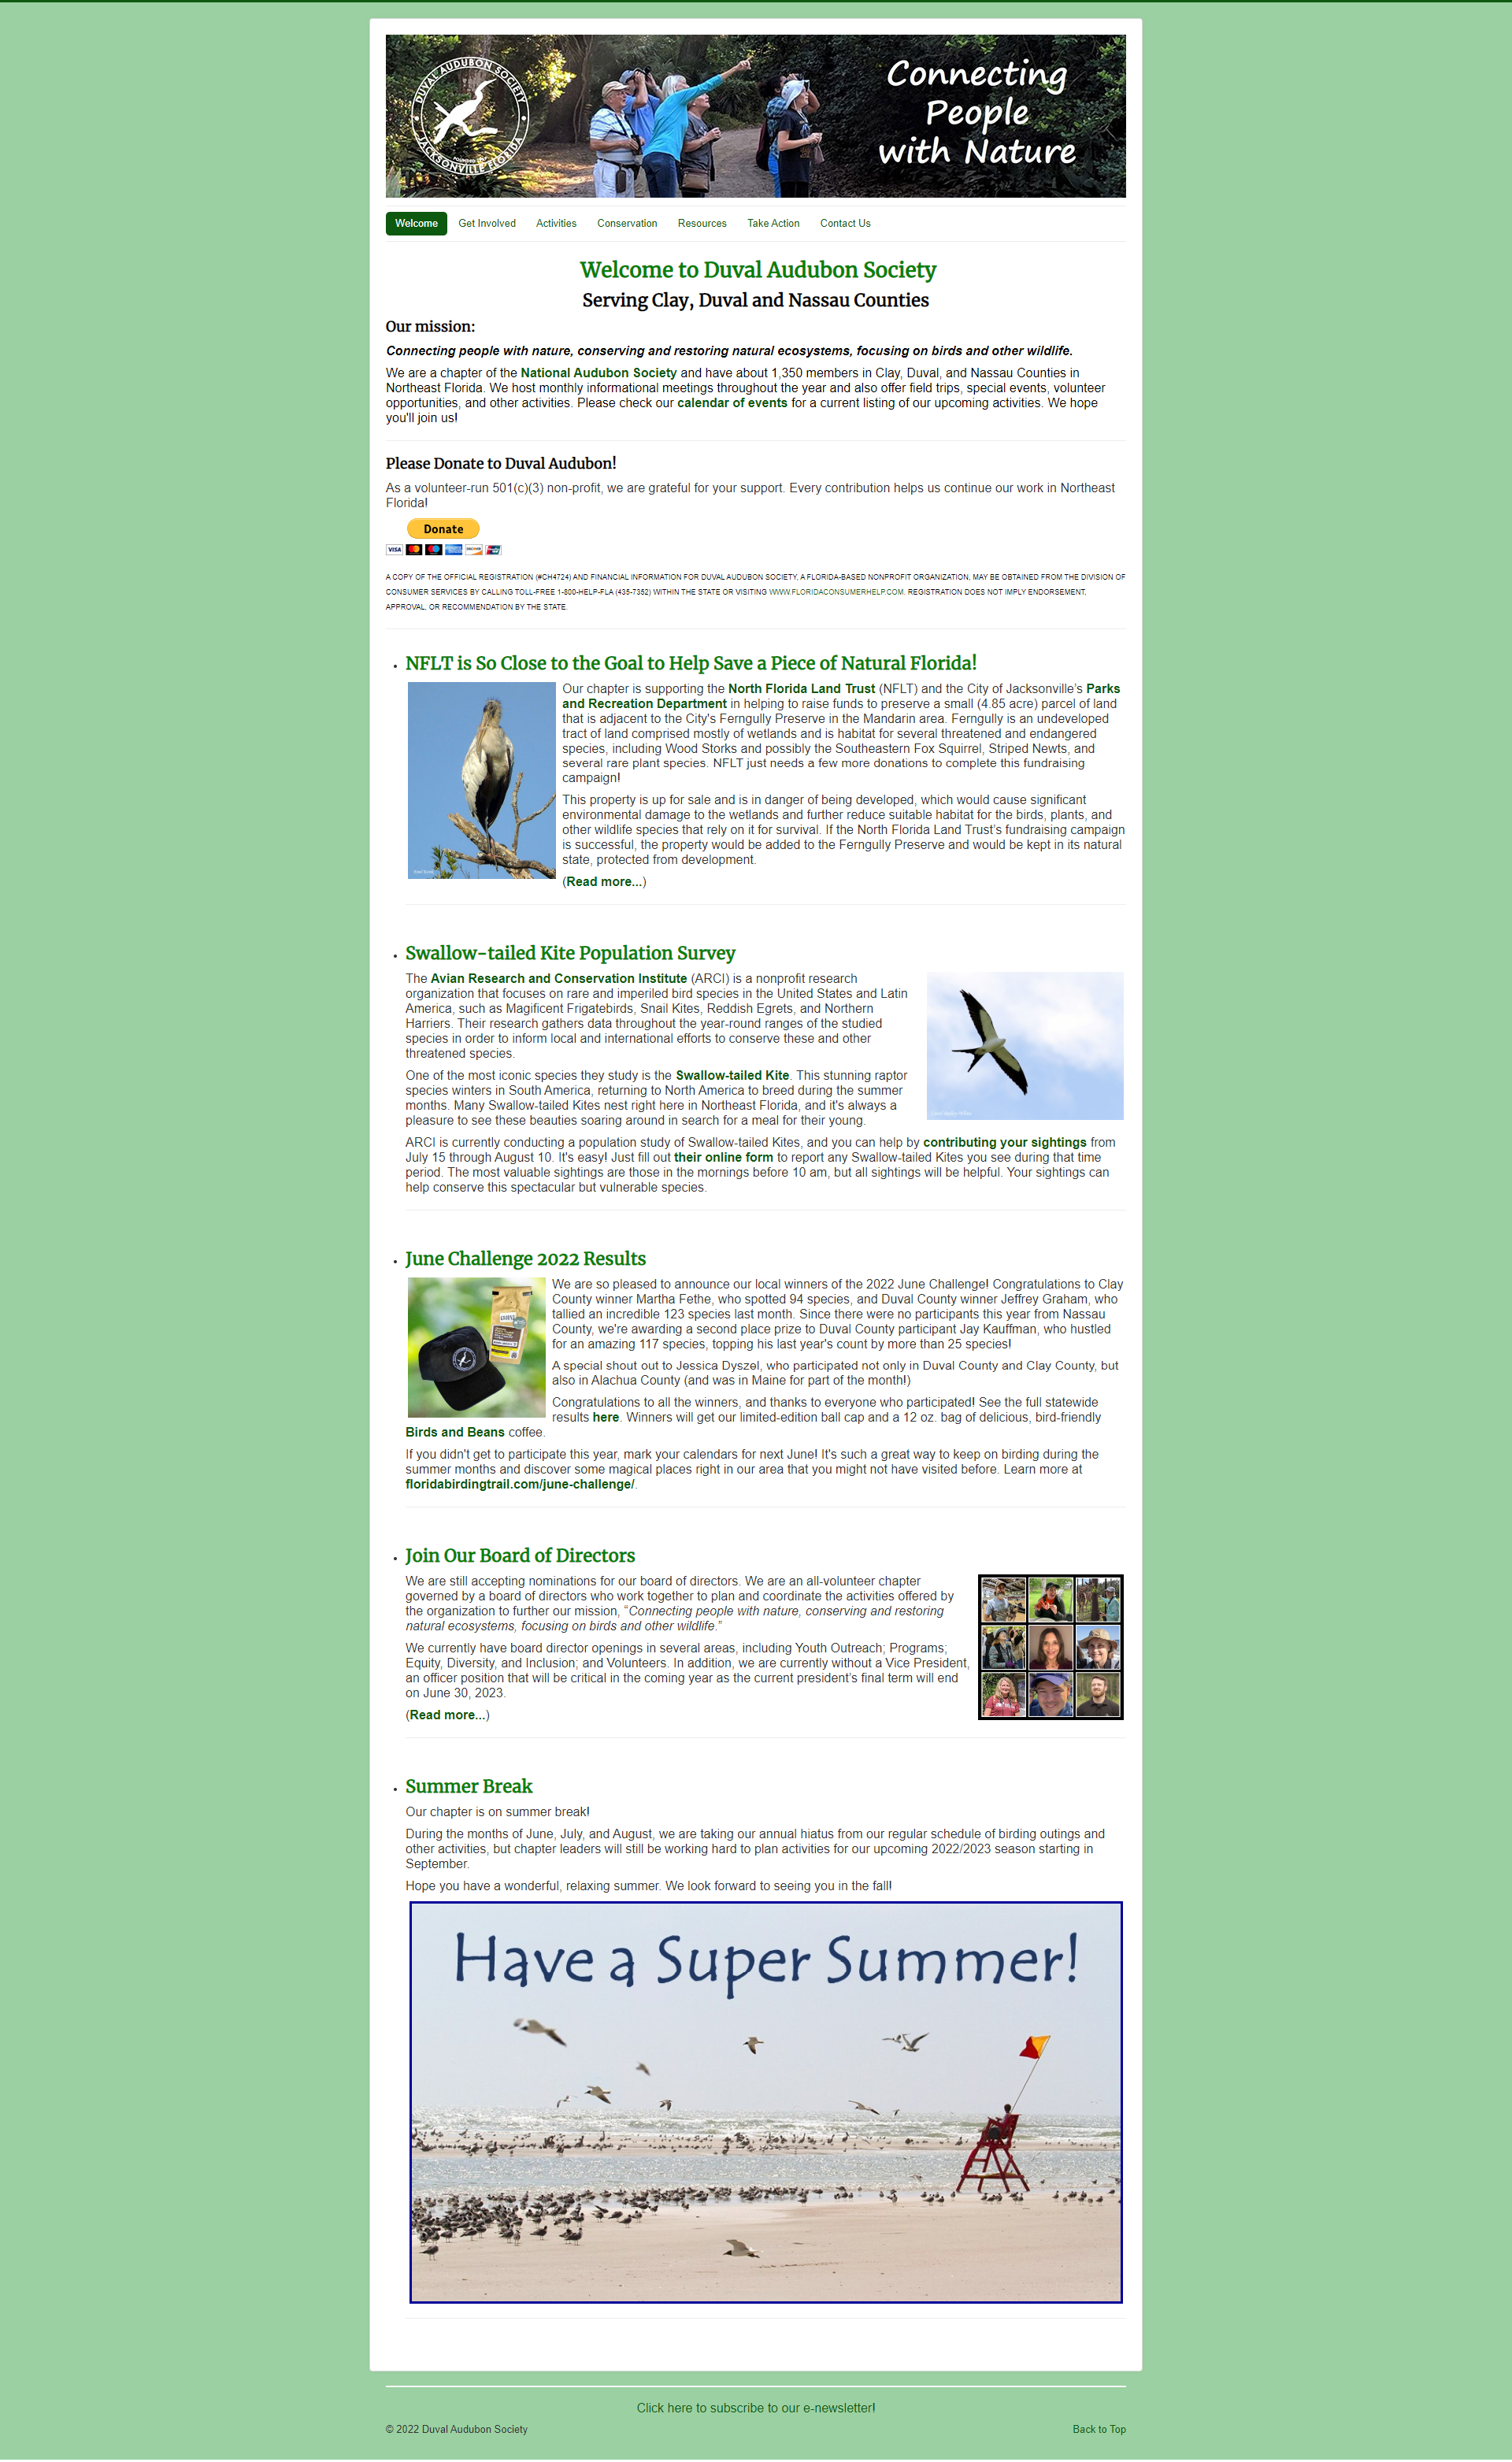 DUVAL AUDUBON SOCIETY
JACKSONVILLE FLORIDA
Connecting
People
with Nature
Welcome Get Involved Activities Conservation Resources Take Action Contact Us
Welcome to Duval Audubon Society
Serving Clay, Duval and Nassau Counties
Our mission:
Connecting people with nature, conserving and restoring natural ecosystems, focusing on birds and other wildlife.
We are a chapter of the National Audubon Society and have about 1,350 members in Clay, Duval, and Nassau Counties in
Northeast Florida. We host monthly informational meetings throughout the year and also offer field trips, special events, volunteer
opportunities, and other activities. Please check our calendar of events for a current listing of our upcoming activities. We hope
you'll join us!
Please Donate to Duval Audubon!
As a volunteer-run 501(c)(3) non-profit, we are grateful for your support. Every contribution helps us continue our work in Northeast
Florida!
Donate
VISA
A COPY OF THE OFFICIAL REGISTRATION (#CH4724) AND FINANCIAL INFORMATION FOR DUVAL AUDUBON SOCIETY, A FLORIDA-BASED NONPROFIT ORGANIZATION, MAY BE OBTAINED FROM THE DIVISION OF
CONSUMER SERVICES BY CALLING TOLL-FREE 1-800-HELP-FLA (435-7352) WITHIN THE STATE OR VISITING WWW.FLORIDACONSUMERHELP.COM. REGISTRATION DOES NOT IMPLY ENDORSEMENT,
APPROVAL, OR RECOMMENDATION BY THE STATE.
• NFLT is So Close to the Goal to Help Save a Piece of Natural Florida!
Our chapter is supporting the North Florida Land Trust (NFLT) and the City of Jacksonville's Parks
and Recreation Department in helping to raise funds to preserve a small (4.85 acre) parcel of land
that is adjacent to the City's Ferngully Preserve in the Mandarin area. Ferngully is an undeveloped
tract of land comprised mostly of wetlands and is habitat for several threatened and endangered
species, including Wood Storks and possibly the Southeastern Fox Squirrel, Striped Newts, and
several rare plant species. NFLT just needs a few more donations to complete this fundraising
campaign!
This property is up for sale and is in danger of being developed, which would cause significant
environmental damage to the wetlands and further reduce suitable habitat for the birds, plants, and
other wildlife species that rely on it for survival. If the North Florida Land Trust's fundraising campaign
is successful, the property would be added to the Ferngully Preserve and would be kept in its natural
state, protected from development.
(Read more...)
• Swallow-tailed Kite Population Survey
The Avian Research and Conservation Institute (ARCI) is a nonprofit research
organization that focuses on rare and imperiled bird species in the United States and Latin
America, such as Magificent Frigatebirds, Snail Kites, Reddish Egrets, and Northern
Harriers. Their research gathers data throughout the year-round ranges of the studied
species in order to inform local and international efforts to conserve these and other
threatened species.
One of the most iconic species they study is the Swallow-tailed Kite. This stunning raptor
species winters in South America, returning to North America to breed during the summer
months. Many Swallow-tailed Kites nest right here in Northeast Florida, and it's always a
pleasure to see these beauties soaring around in search for a meal for their young.
ARCI is currently conducting a population study of Swallow-tailed Kites, and you can help by contributing your sightings from
July 15 through August 10. It's easy! Just fill out their online form to report any Swallow-tailed Kites you see during that time
period. The most valuable sightings are those in the mornings before 10 am, but all sightings will be helpful. Your sightings can
help conserve this spectacular but vulnerable species.
• June Challenge 2022 Results
We are so pleased to announce our local winners of the 2022 June Challenge! Congratulations to Clay
County winner Martha Fethe, who spotted 94 species, and Duval County winner Jeffrey Graham, who
tallied an incredible 123 species last month. Since there were no participants this year from Nassau
County, we're awarding a second place prize to Duval County participant Jay Kauffman, who hustled
for an amazing 117 species, topping his last year's count by more than 25 species!
A special shout out to Jessica Dyszel, who participated not only in Duval County and Clay County, but
also in Alachua County (and was in Maine for part of the month!)
Congratulations to all the winners, and thanks to everyone who participated! See the full statewide
results here. Winners will get our limited-edition ball cap and a 12 oz. bag of delicious, bird-friendly
Birds and Beans coffee.
If you didn't get to participate this year, mark your calendars for next June! It's such a great way to keep on birding during the
summer months and discover some magical places right in our area that you might not have visited before. Learn more at
floridabirdingtrail.com/june-challenge/.
• Join Our Board of Directors
We are still accepting nominations for our board of directors. We are an all-volunteer chapter
governed by a board of directors who work together to plan and coordinate the activities offered by
the organization to further our mission, “Connecting people with nature, conserving and restoring
natural ecosystems, focusing on birds and other wildlife.”
We currently have board director openings in several areas, including Youth Outreach; Programs;
Equity, Diversity, and Inclusion; and Volunteers. In addition, we are currently without a Vice President,
an officer position that will be critical in the coming year as the current president's final term will end
on June 30, 2023.
(Read more...)
• Summer Break
Our chapter is on summer break!
During the months of June, July, and August, we are taking our annual hiatus from our regular schedule of birding outings and
other activities, but chapter leaders will still be working hard to plan activities for our upcoming 2022/2023 season starting in
September.
Hope you have a wonderful, relaxing summer. We look forward to seeing you in the fall!
Have a Super Summer!
Click here to subscribe to our e-newsletter!
© 2022 Duval Audubon Society Back to Top